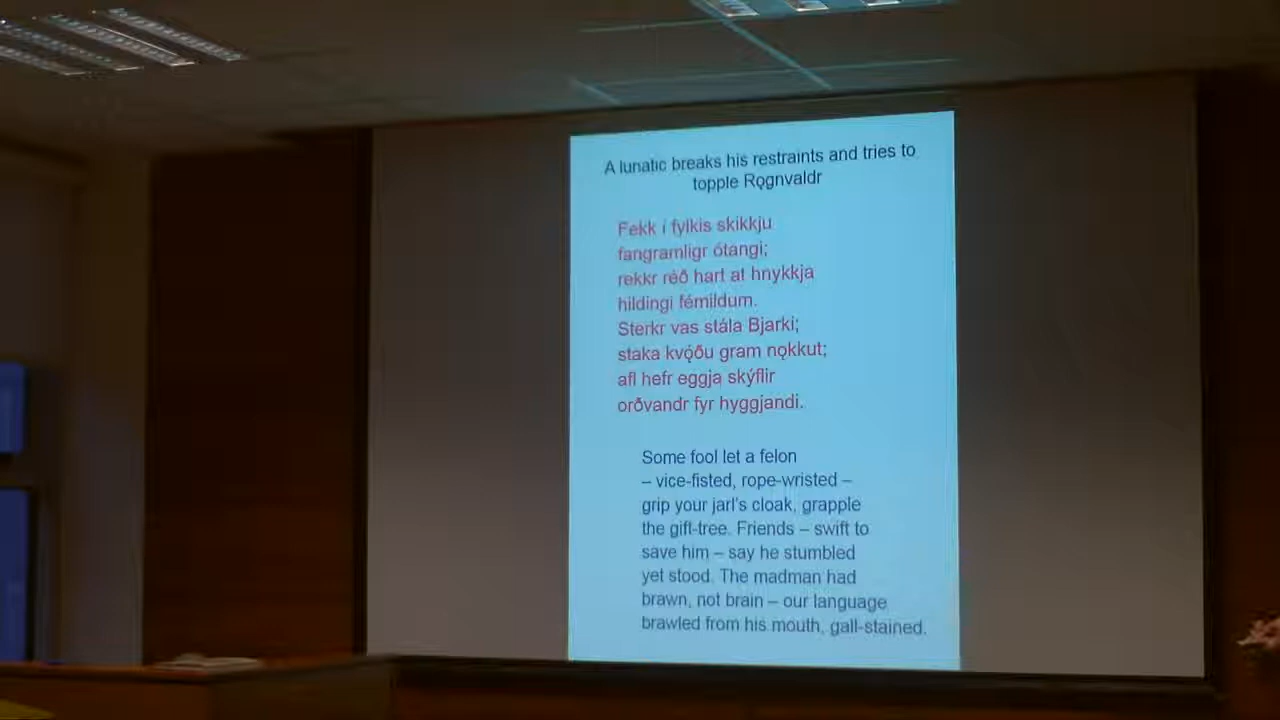 A lunatic breaks his restraints and tries to
topple Rǫgnvaldr
Fekk í fylkis skikkju
fangramligr ótangi;
rekkr réð hart at hnykkja
hildingi fémildum.
Sterkr vas stála Bjarki;
staka kvǫ́ðu gram nǫkkut;
afl hefr eggja skýflir
orðvandr fyr hyggjandi.
Some fool let a felon
– vice-fisted, rope-wristed –
grip your jarl's cloak, grapple
the gift-tree. Friends – swift to
save him – say he stumbled
yet stood. The madman had
brawn, not brain – our language
brawled from his mouth, gall-stained.